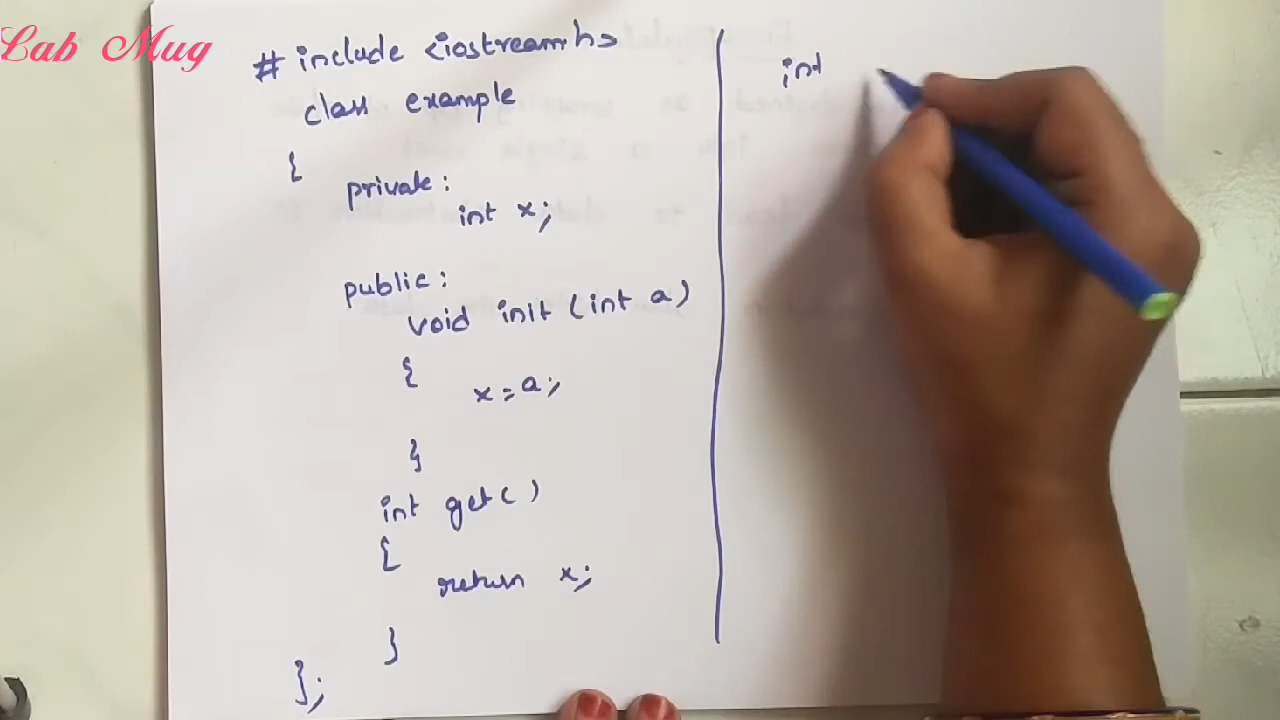 Lab Mug
# include <iostream.h>
class example
{
private:
int x;
public:
void init (int a)
{
x = a;
}
int get( )
{
return x;
}
};
int